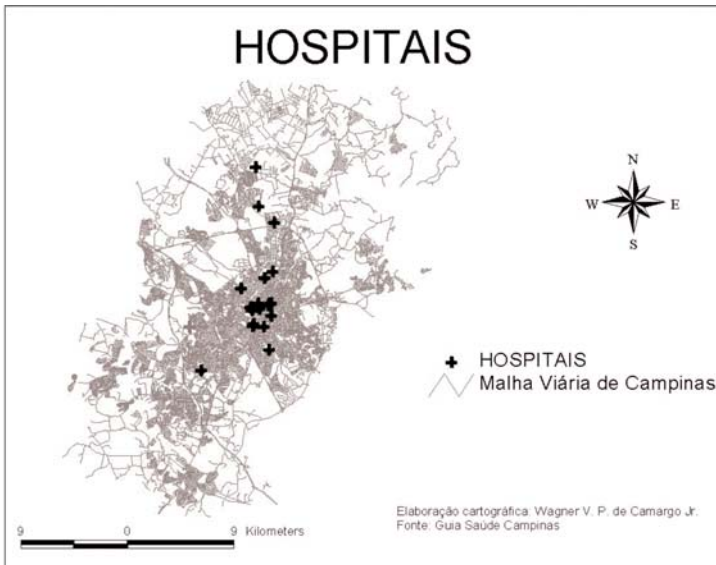 HOSPITAIS
N
W E
S
HOSPITAIS
Malha Viária de Campinas
Elaboração cartográfica: Wagner V. P. de Camargo Jr.
Fonte: Guia Saúde Campinas
9 0 9 Kilometers